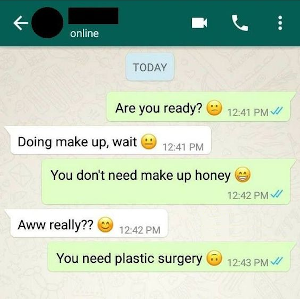 online
TODAY
Are you ready? 😕 12:41 PM
Doing make up, wait 😐 12:41 PM
You don't need make up honey 😁
12:42 PM
Aww really?? 😊 12:42 PM
You need plastic surgery 🙃 12:43 PM